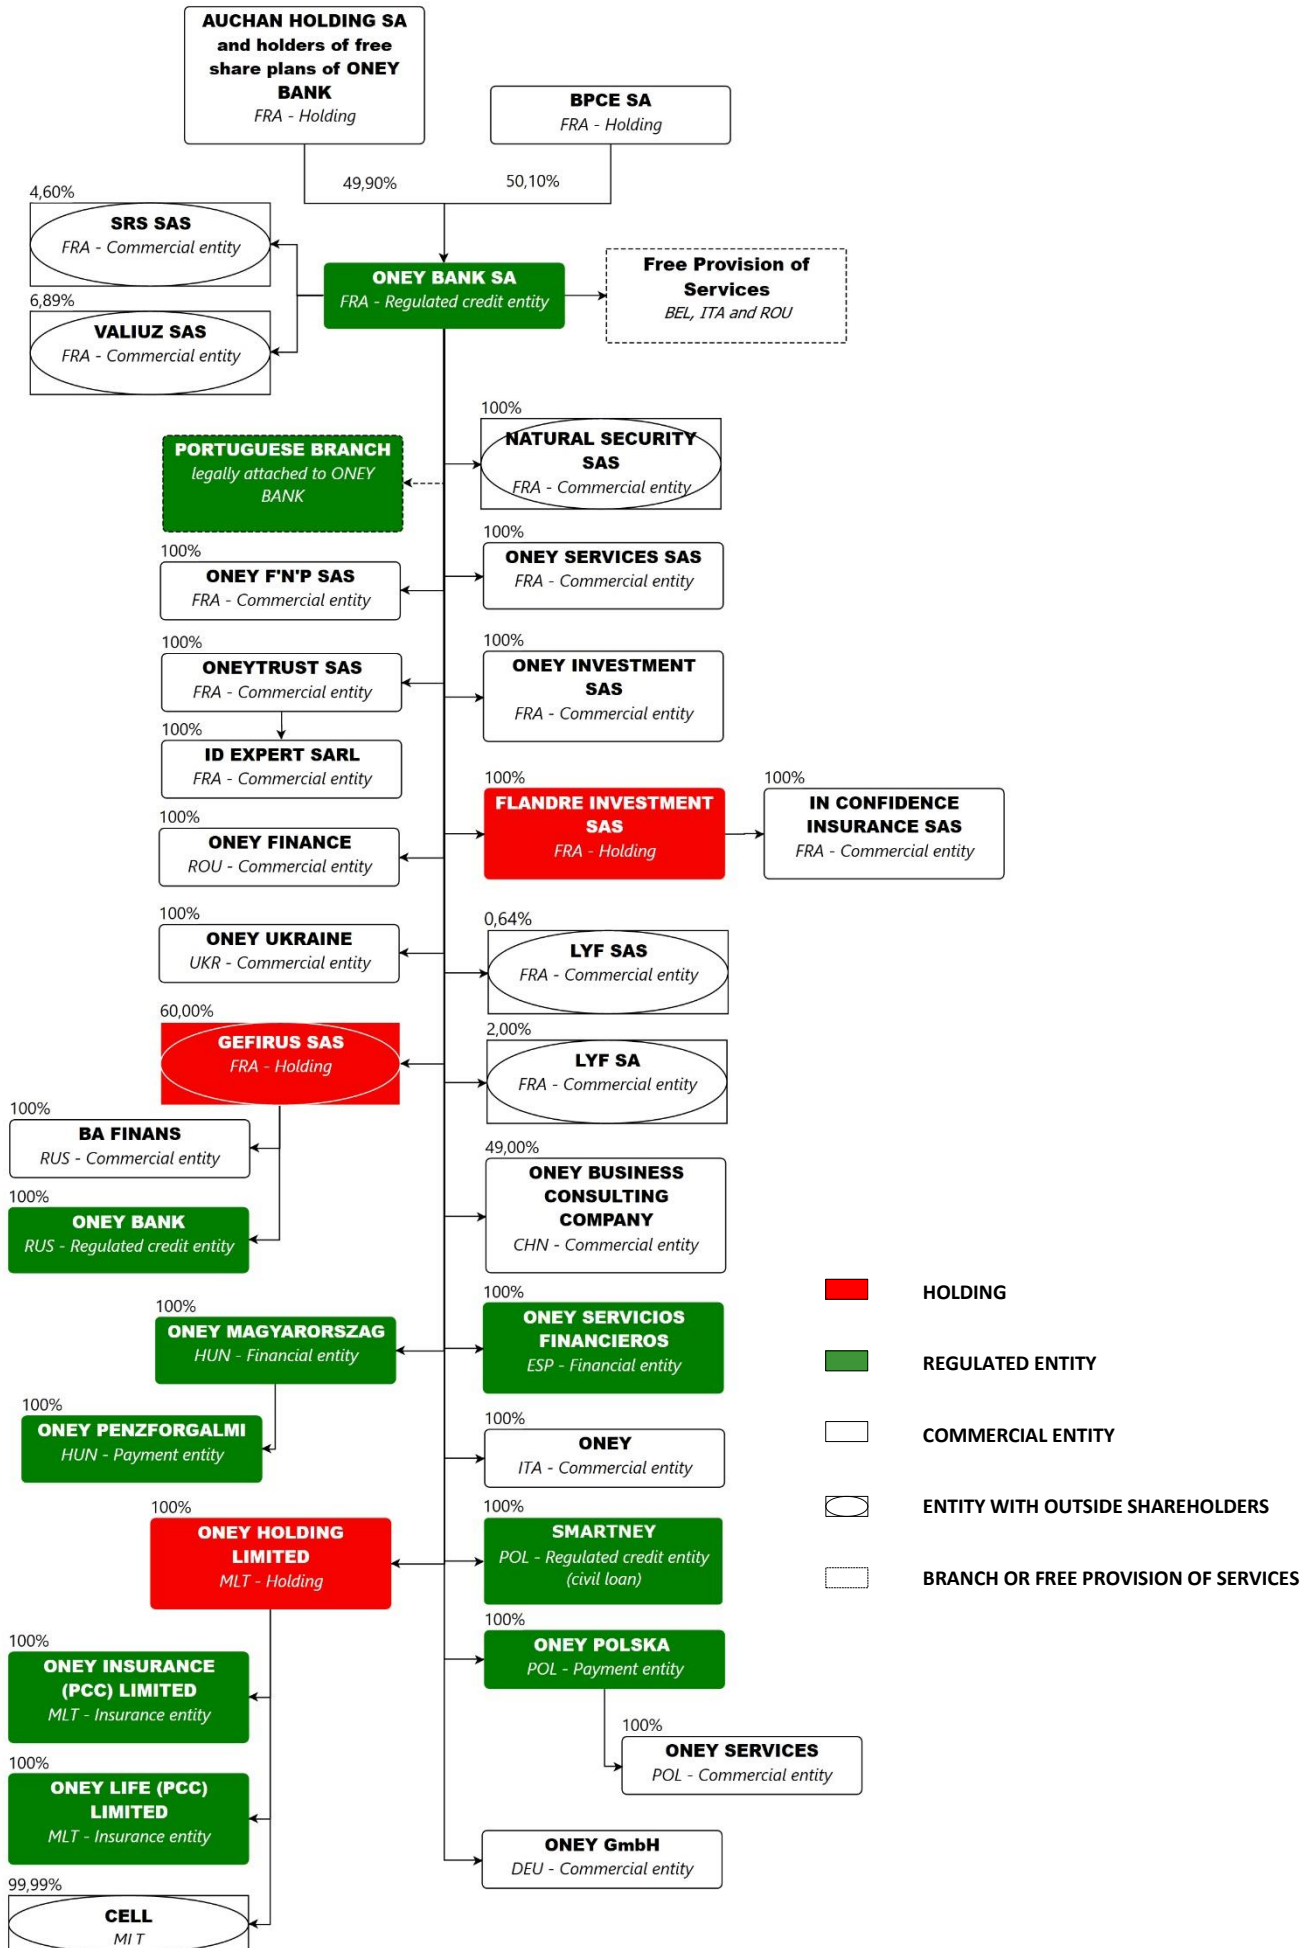 AUCHAN HOLDING SA
and holders of free
share plans of ONEY
BANK
FRA - Holding
BPCE SA
FRA - Holding
49,90%
50,10%
4,60%
SRS SAS
FRA - Commercial entity
ONEY BANK SA
FRA - Regulated credit entity
Free Provision of
Services
BEL, ITA and ROU
6,89%
VALIUZ SAS
FRA - Commercial entity
100%
NATURAL SECURITY
SAS
FRA - Commercial entity
PORTUGUESE BRANCH
legally attached to ONEY
BANK
100%
ONEY SERVICES SAS
FRA - Commercial entity
100%
ONEY F'N'P SAS
FRA - Commercial entity
100%
ONEYTRUST SAS
FRA - Commercial entity
100%
ONEY INVESTMENT
SAS
FRA - Commercial entity
100%
ID EXPERT SARL
FRA - Commercial entity
100%
FLANDRE INVESTMENT
SAS
FRA - Holding
100%
IN CONFIDENCE
INSURANCE SAS
FRA - Commercial entity
100%
ONEY FINANCE
ROU - Commercial entity
100%
ONEY UKRAINE
UKR - Commercial entity
0,64%
LYF SAS
FRA - Commercial entity
60,00%
GEFIRUS SAS
FRA - Holding
2,00%
LYF SA
FRA - Commercial entity
100%
BA FINANS
RUS - Commercial entity
49,00%
ONEY BUSINESS
CONSULTING
COMPANY
CHN - Commercial entity
100%
ONEY BANK
RUS - Regulated credit entity
100%
ONEY MAGYARORSZAG
HUN - Financial entity
100%
ONEY SERVICIOS
FINANCIEROS
ESP - Financial entity
100%
ONEY PENZFORGALMI
HUN - Payment entity
100%
ONEY
ITA - Commercial entity
100%
ONEY HOLDING
LIMITED
MLT - Holding
100%
SMARTNEY
POL - Regulated credit entity
(civil loan)
100%
ONEY POLSKA
POL - Payment entity
100%
ONEY INSURANCE
(PCC) LIMITED
MLT - Insurance entity
100%
ONEY SERVICES
POL - Commercial entity
100%
ONEY LIFE (PCC)
LIMITED
MLT - Insurance entity
ONEY GmbH
DEU - Commercial entity
99,99%
CELL
MLT
HOLDING
REGULATED ENTITY
COMMERCIAL ENTITY
ENTITY WITH OUTSIDE SHAREHOLDERS
BRANCH OR FREE PROVISION OF SERVICES